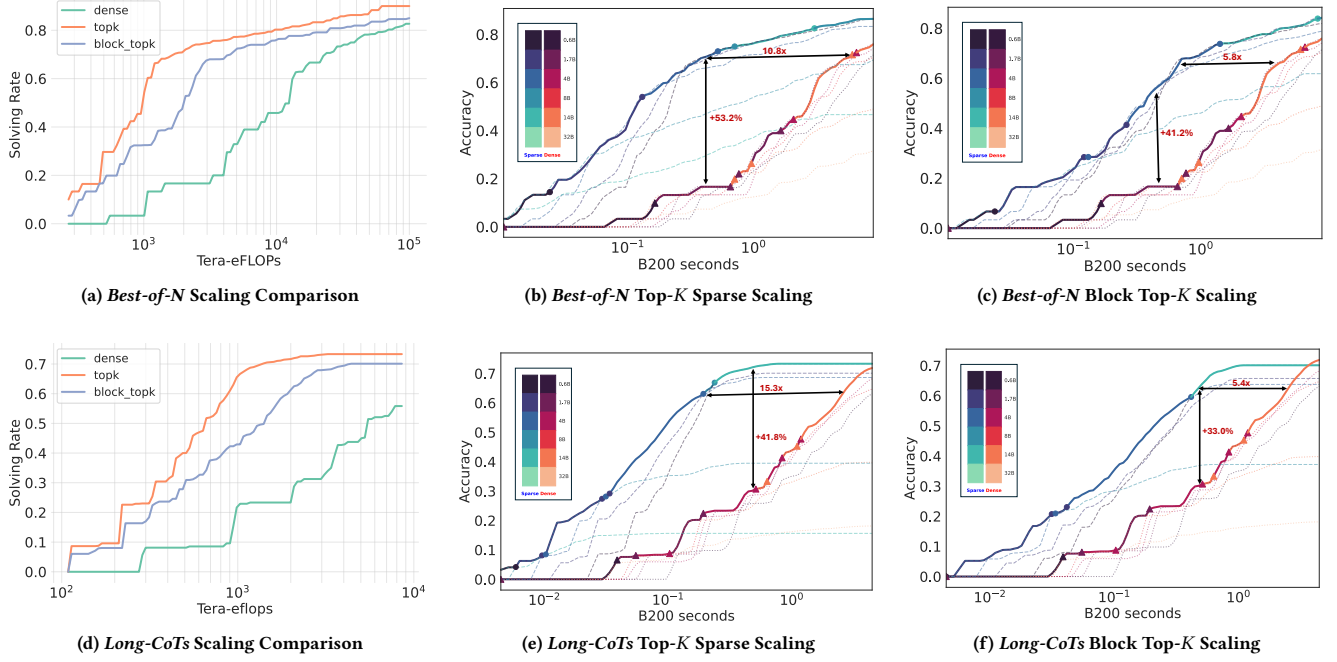 dense
topk
block_topk
0.8
0.6
0.4
0.2
0.0
Solving Rate
10³
10⁴
10⁵
Tera-eFLOPs
(a) Best-of-N Scaling Comparison
0.8
0.6
0.4
0.2
0.0
Accuracy
0.6B
1.7B
4B
8B
14B
32B
Sparse Dense
10.8x
+53.2%
10⁻¹
10⁰
B200 seconds
(b) Best-of-N Top-K Sparse Scaling
0.8
0.6
0.4
0.2
0.0
Accuracy
0.6B
1.7B
4B
8B
14B
32B
Sparse Dense
5.8x
+41.2%
10⁻¹
10⁰
B200 seconds
(c) Best-of-N Block Top-K Scaling
dense
topk
block_topk
0.7
0.6
0.5
0.4
0.3
0.2
0.1
0.0
Solving Rate
10²
10³
10⁴
Tera-eflops
(d) Long-CoTs Scaling Comparison
0.7
0.6
0.5
0.4
0.3
0.2
0.1
0.0
Accuracy
0.6B
1.7B
4B
8B
14B
32B
Sparse Dense
15.3x
+41.8%
10⁻²
10⁻¹
10⁰
B200 seconds
(e) Long-CoTs Top-K Sparse Scaling
0.7
0.6
0.5
0.4
0.3
0.2
0.1
0.0
Accuracy
0.6B
1.7B
4B
8B
14B
32B
Sparse Dense
5.4x
+33.0%
10⁻²
10⁻¹
10⁰
B200 seconds
(f) Long-CoTs Block Top-K Scaling